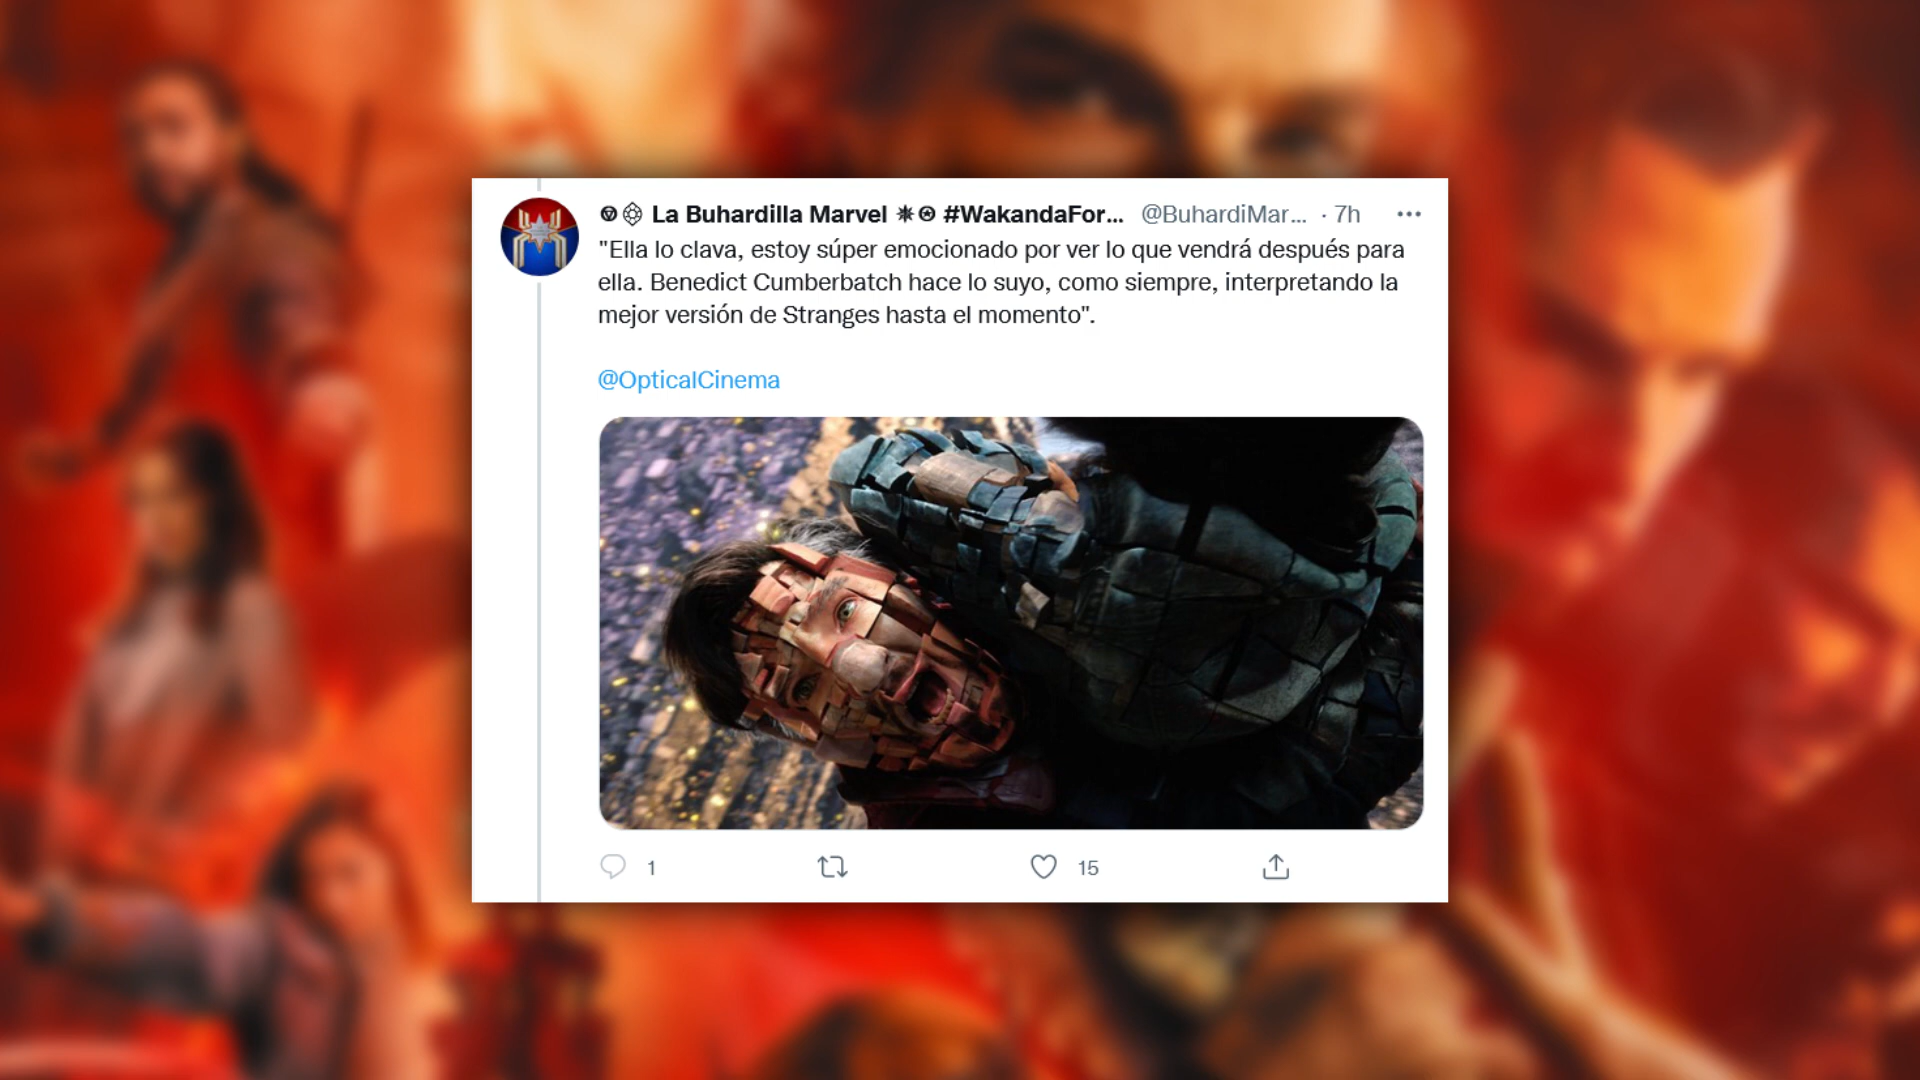 La Buhardilla Marvel #WakandaFor... @BuhardiMar... · 7h
"Ella lo clava, estoy súper emocionado por ver lo que vendrá después para
ella. Benedict Cumberbatch hace lo suyo, como siempre, interpretando la
mejor versión de Stranges hasta el momento".
@OpticalCinema
1
15